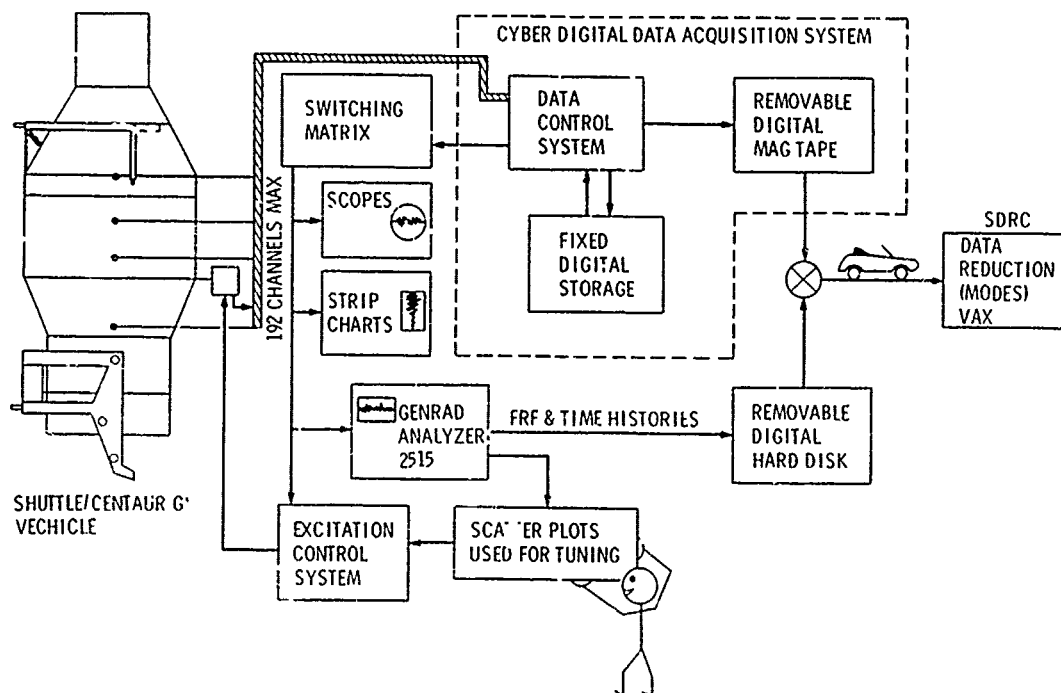 CYBER DIGITAL DATA ACQUISITION SYSTEM
SWITCHING
MATRIX
DATA
CONTROL
SYSTEM
REMOVABLE
DIGITAL
MAG TAPE
192 CHANNELS MAX
SCOPES
FIXED
DIGITAL
STORAGE
SDRC
DATA
REDUCTION
(MODES)
VAX
STRIP
CHARTS
GENRAD
ANALYZER
2515
FRF & TIME HISTORIES
REMOVABLE
DIGITAL
HARD DISK
SHUTTLE/CENTAUR G'
VECHICLE
EXCITATION
CONTROL
SYSTEM
PLOTS
USED FOR TUNING